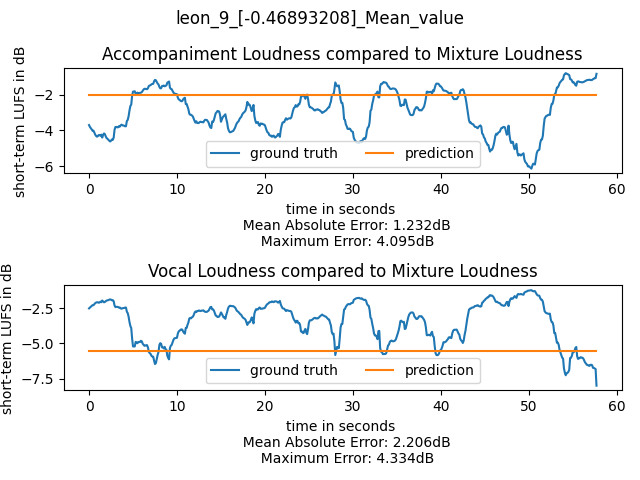 leon_9_[-0.46893208]_Mean_value
Accompaniment Loudness compared to Mixture Loudness
short-term LUFS in dB
−2
−4
−6
ground truth
prediction
0 10 20 30 40 50 60
time in seconds
Mean Absolute Error: 1.232dB
Maximum Error: 4.095dB
Vocal Loudness compared to Mixture Loudness
short-term LUFS in dB
−2.5
−5.0
−7.5
ground truth
prediction
0 10 20 30 40 50 60
time in seconds
Mean Absolute Error: 2.206dB
Maximum Error: 4.334dB